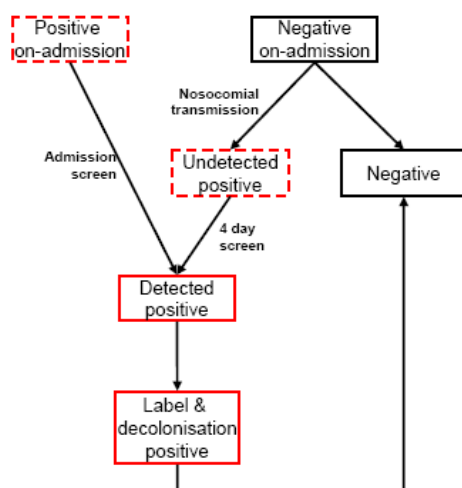 Positive
on-admission
Negative
on-admission
Nosocomial
transmission
Admission
screen
Undetected
positive
Negative
4 day
screen
Detected
positive
Label &
decolonisation
positive